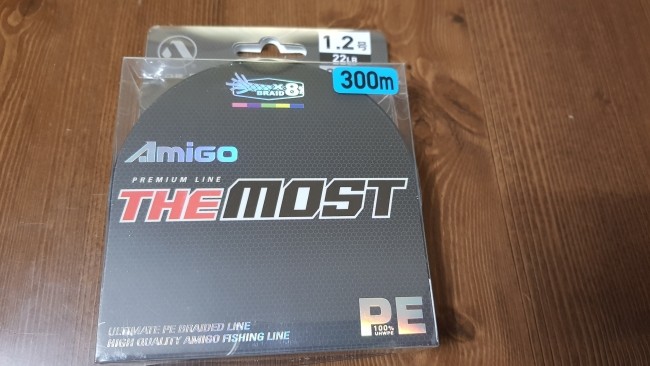 1.2号
22LB
300m
X-BRAID 8
AMIGO
PREMIUM LINE
THE MOST
ULTIMATE PE BRAIDED LINE
HIGH QUALITY AMIGO FISHING LINE
PE
100%
UHWPE